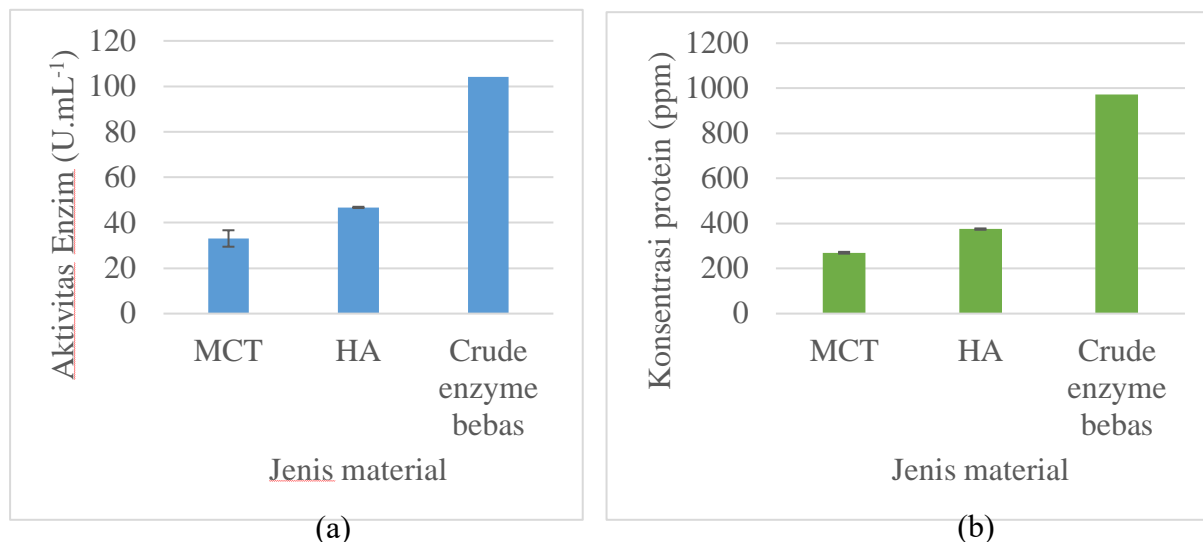 Aktivitas Enzim (U.mL-1)
120
100
80
60
40
20
0
MCT
HA
Crude
enzyme
bebas
Jenis material
(a)
Konsentrasi protein (ppm)
1200
1000
800
600
400
200
0
MCT
HA
Crude
enzyme
bebas
Jenis material
(b)